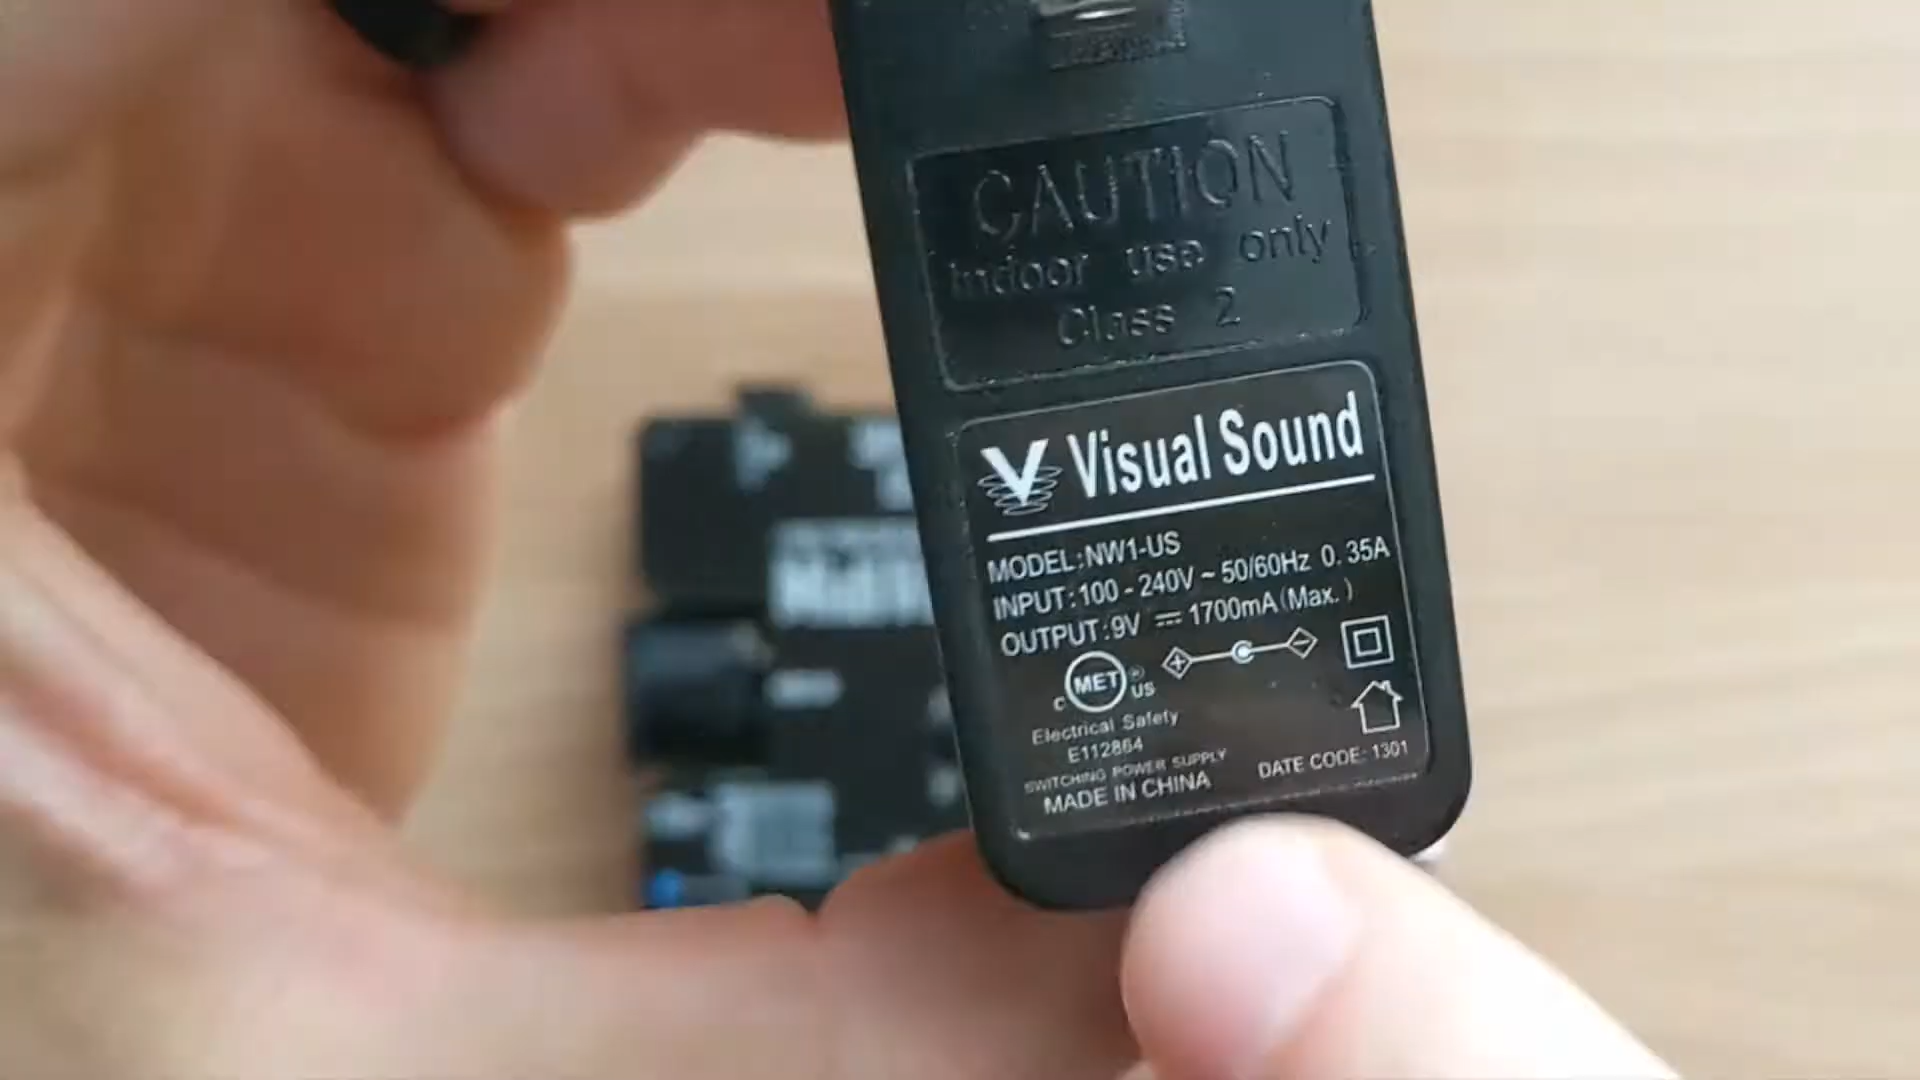 CAUTION
Indoor use only
Class 2
V Visual Sound
MODEL:NW1-US
INPUT:100-240V~50/60Hz 0.35A
OUTPUT:9V ⎓ 1700mA(Max.)
c MET ® US
Electrical Safety
E112864
SWITCHING POWER SUPPLY
MADE IN CHINA
DATE CODE: 1301